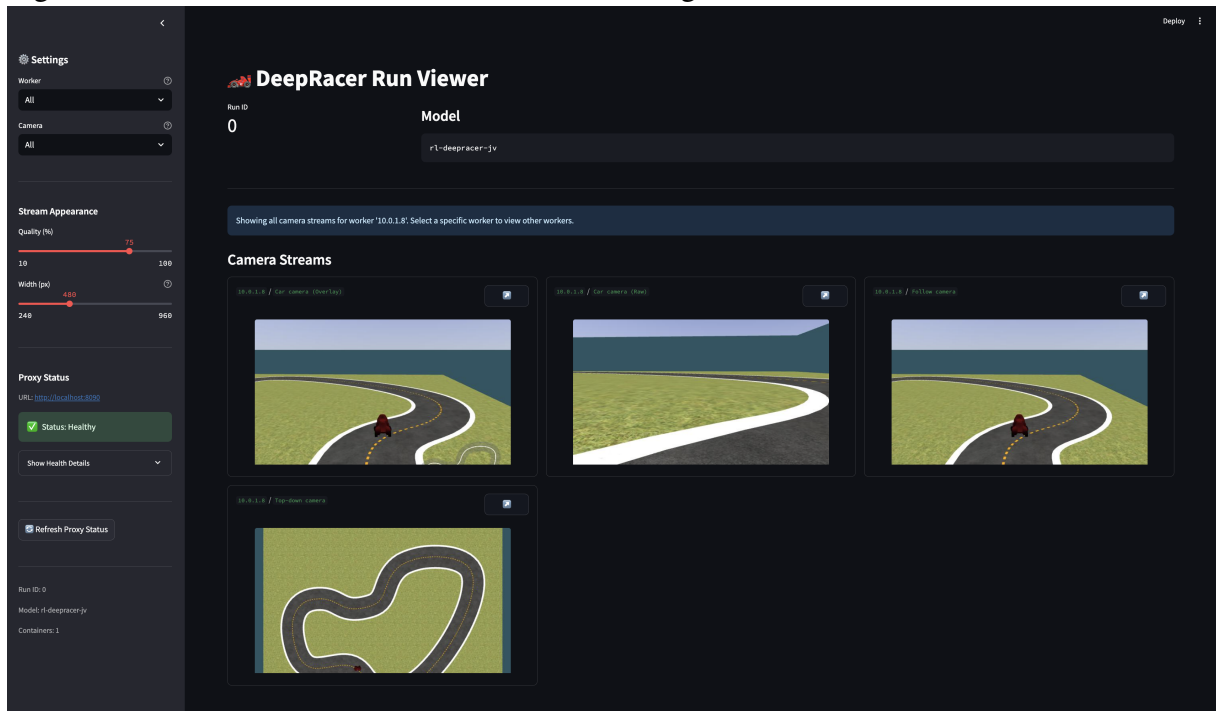 Deploy
Settings
Worker
All
Camera
All
Stream Appearance
Quality (%)
75
10 100
Width (px)
480
240 960
Proxy Status
URL: http://localhost:8090
Status: Healthy
Show Health Details
Refresh Proxy Status
Run ID: 0
Model: rl-deepracer-jv
Containers: 1
DeepRacer Run Viewer
Run ID
0
Model
rl-deepracer-jv
Showing all camera streams for worker '10.0.1.8'. Select a specific worker to view other workers.
Camera Streams
10.0.1.8 / Car camera (Overlay)
10.0.1.8 / Car camera (Raw)
10.0.1.8 / Follow camera
10.0.1.8 / Top-down camera